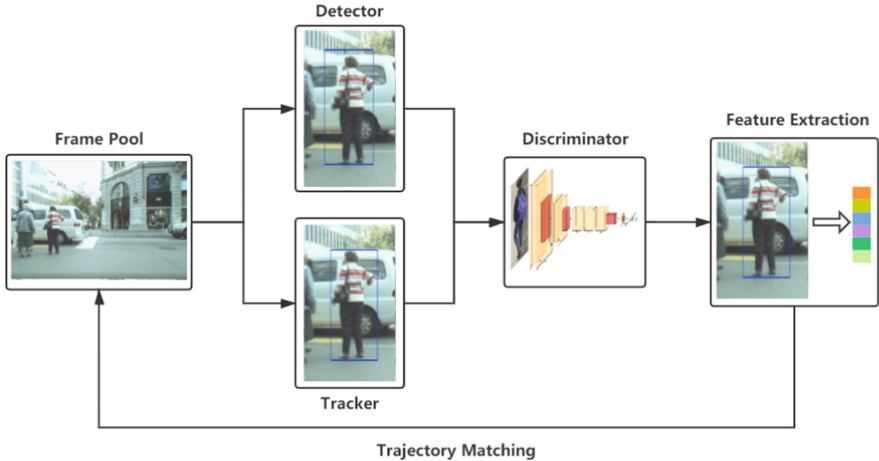 Detector
Frame Pool
Discriminator
Feature Extraction
Tracker
Trajectory Matching